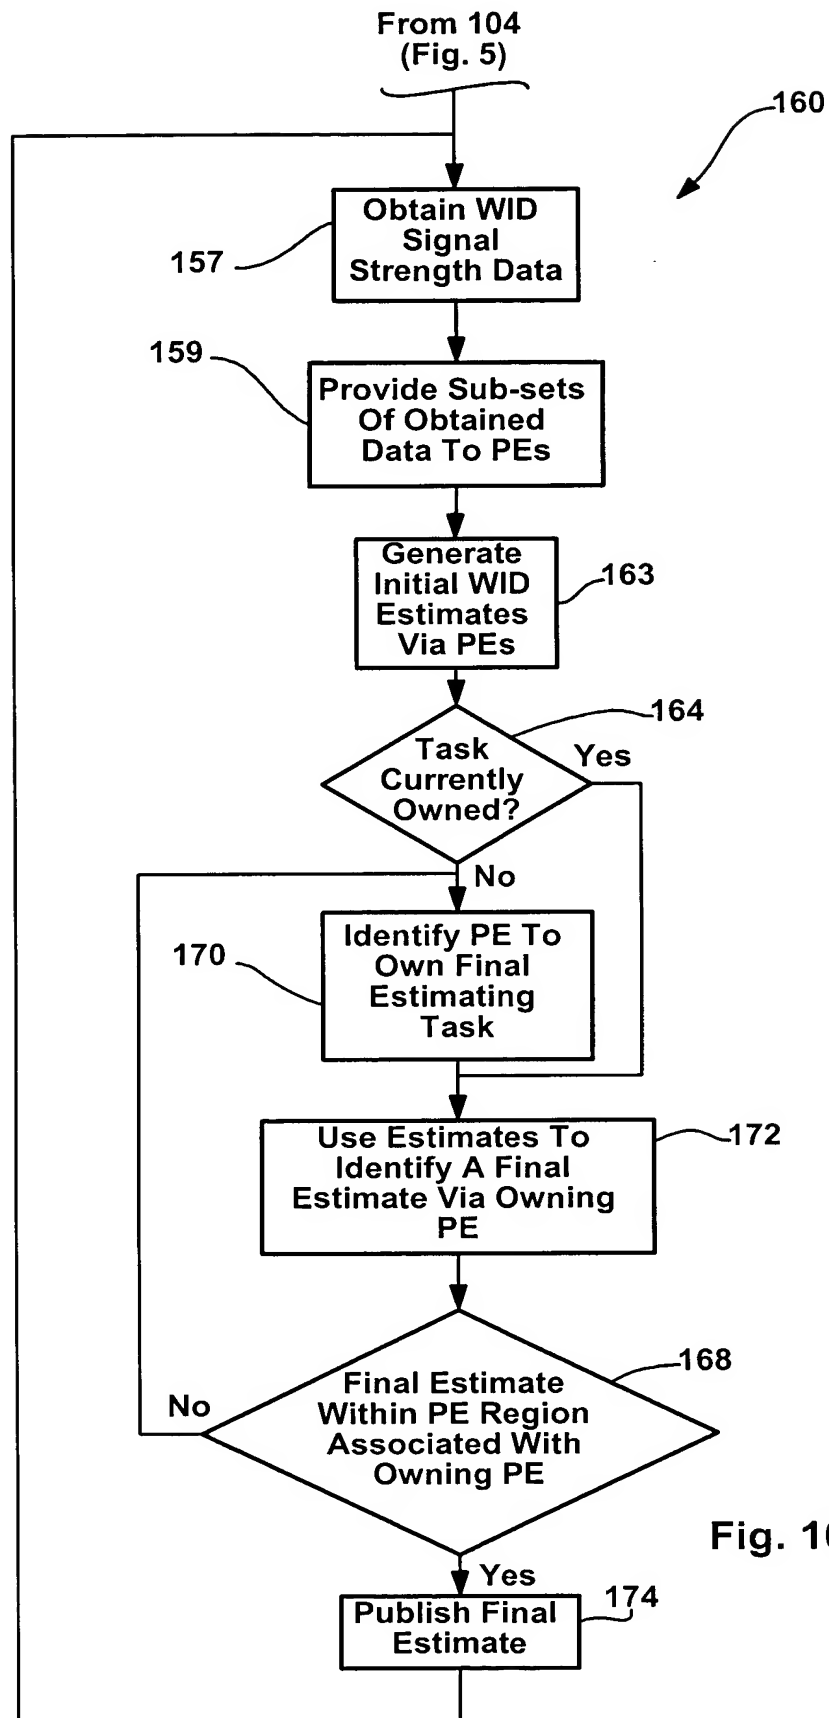 From 104
(Fig. 5)
160
Obtain WID
Signal
Strength Data
157
159
Provide Sub-sets
Of Obtained
Data To PEs
Generate
Initial WID
Estimates
Via PEs
163
164
Task
Currently
Owned?
Yes
No
170
Identify PE To
Own Final
Estimating
Task
Use Estimates To
Identify A Final
Estimate Via Owning
PE
172
168
No
Final Estimate
Within PE Region
Associated With
Owning PE
Yes
Publish Final
Estimate
174